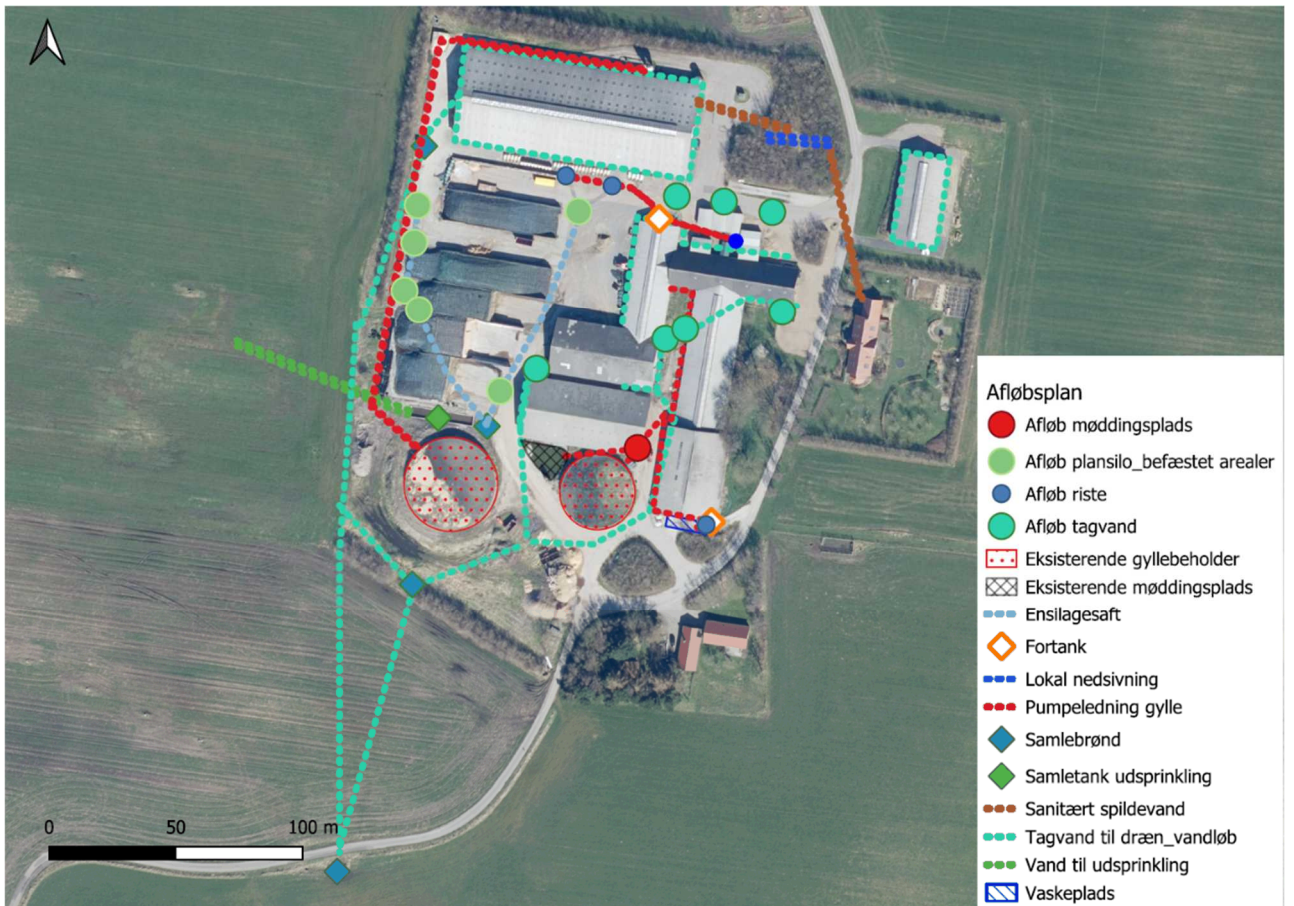 Afløbsplan
Afløb møddingsplads
Afløb plansilo_befæstet arealer
Afløb riste
Afløb tagvand
Eksisterende gyllebeholder
Eksisterende møddingsplads
Ensilagesaft
Fortank
Lokal nedsivning
Pumpeledning gylle
Samlebrønd
Samletank udsprinkling
Sanitært spildevand
Tagvand til dræn_vandløb
Vand til udsprinkling
Vaskeplads
0 50 100 m